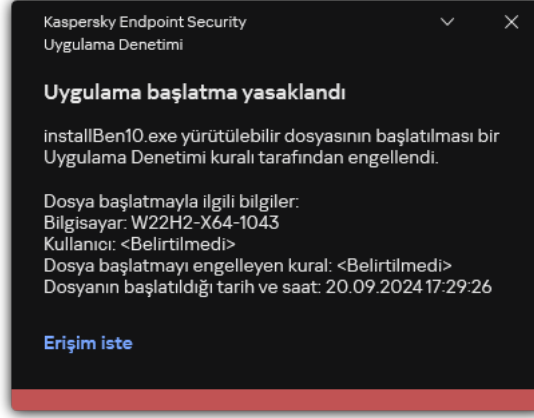 Kaspersky Endpoint Security
Uygulama Denetimi
Uygulama başlatma yasaklandı
installBen10.exe yürütülebilir dosyasının başlatılması bir
Uygulama Denetimi kuralı tarafından engellendi.
Dosya başlatmayla ilgili bilgiler:
Bilgisayar: W22H2-X64-1043
Kullanıcı: <Belirtilmedi>
Dosya başlatmayı engelleyen kural: <Belirtilmedi>
Dosyanın başlatıldığı tarih ve saat: 20.09.2024 17:29:26
Erişim iste